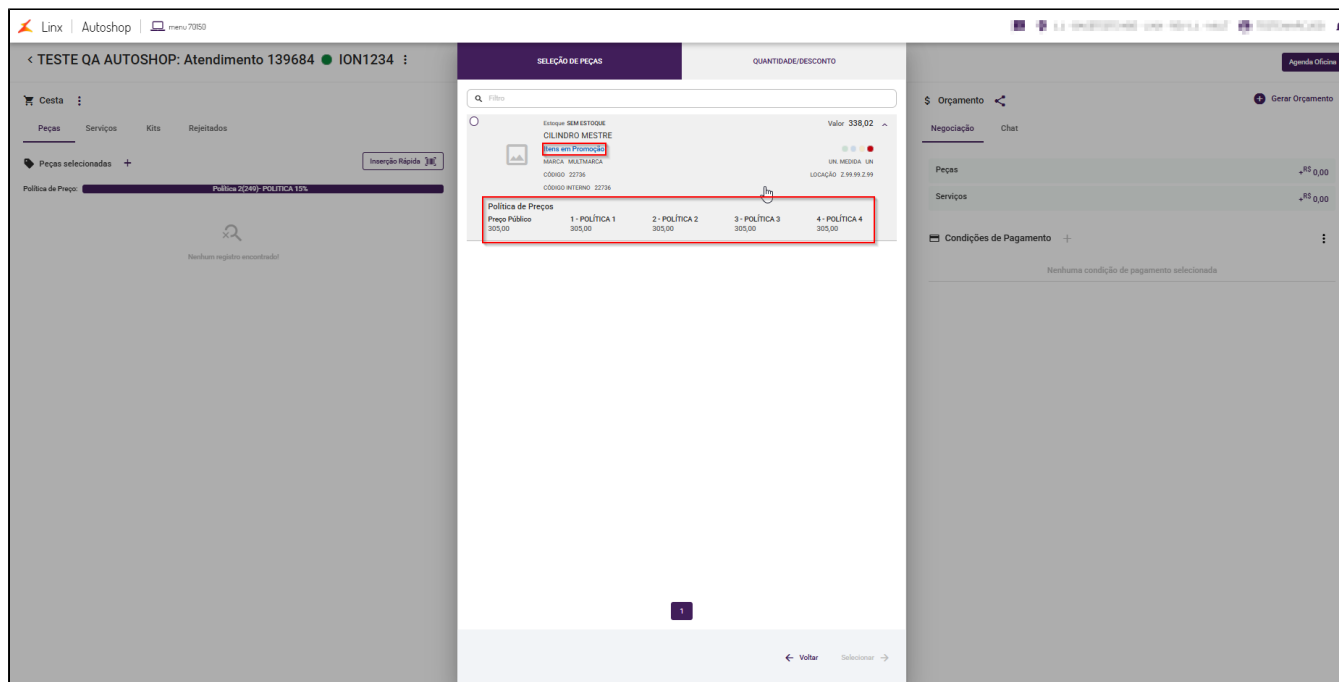 Linx | Autoshop | menu 70150
< TESTE QA AUTOSHOP: Atendimento 139684 ION1234
SELEÇÃO DE PEÇAS
QUANTIDADE/DESCONTO
Agenda Oficina
Cesta
Filtro
$ Orçamento
Gerar Orçamento
Peças Serviços Kits Rejeitados
Estoque SEM ESTOQUE
Valor 338,02
Negociação Chat
CILINDRO MESTRE
Itens em Promoção
Peças selecionadas +
Inserção Rápida
MARCA MULTMARCA
UN. MEDIDA UN
Peças
+R$ 0,00
CÓDIGO 22736
LOCAÇÃO Z.99.99.Z.99
Política de Preço:
Política 2(249)- POLITICA 15%
CÓDIGO INTERNO 22736
Serviços
+R$ 0,00
Política de Preços
Preço Público 1 - POLÍTICA 1 2 - POLÍTICA 2 3 - POLÍTICA 3 4 - POLÍTICA 4
305,00 305,00 305,00 305,00 305,00
Condições de Pagamento +
Nenhum registro encontrado!
Nenhuma condição de pagamento selecionada
1
Voltar
Selecionar